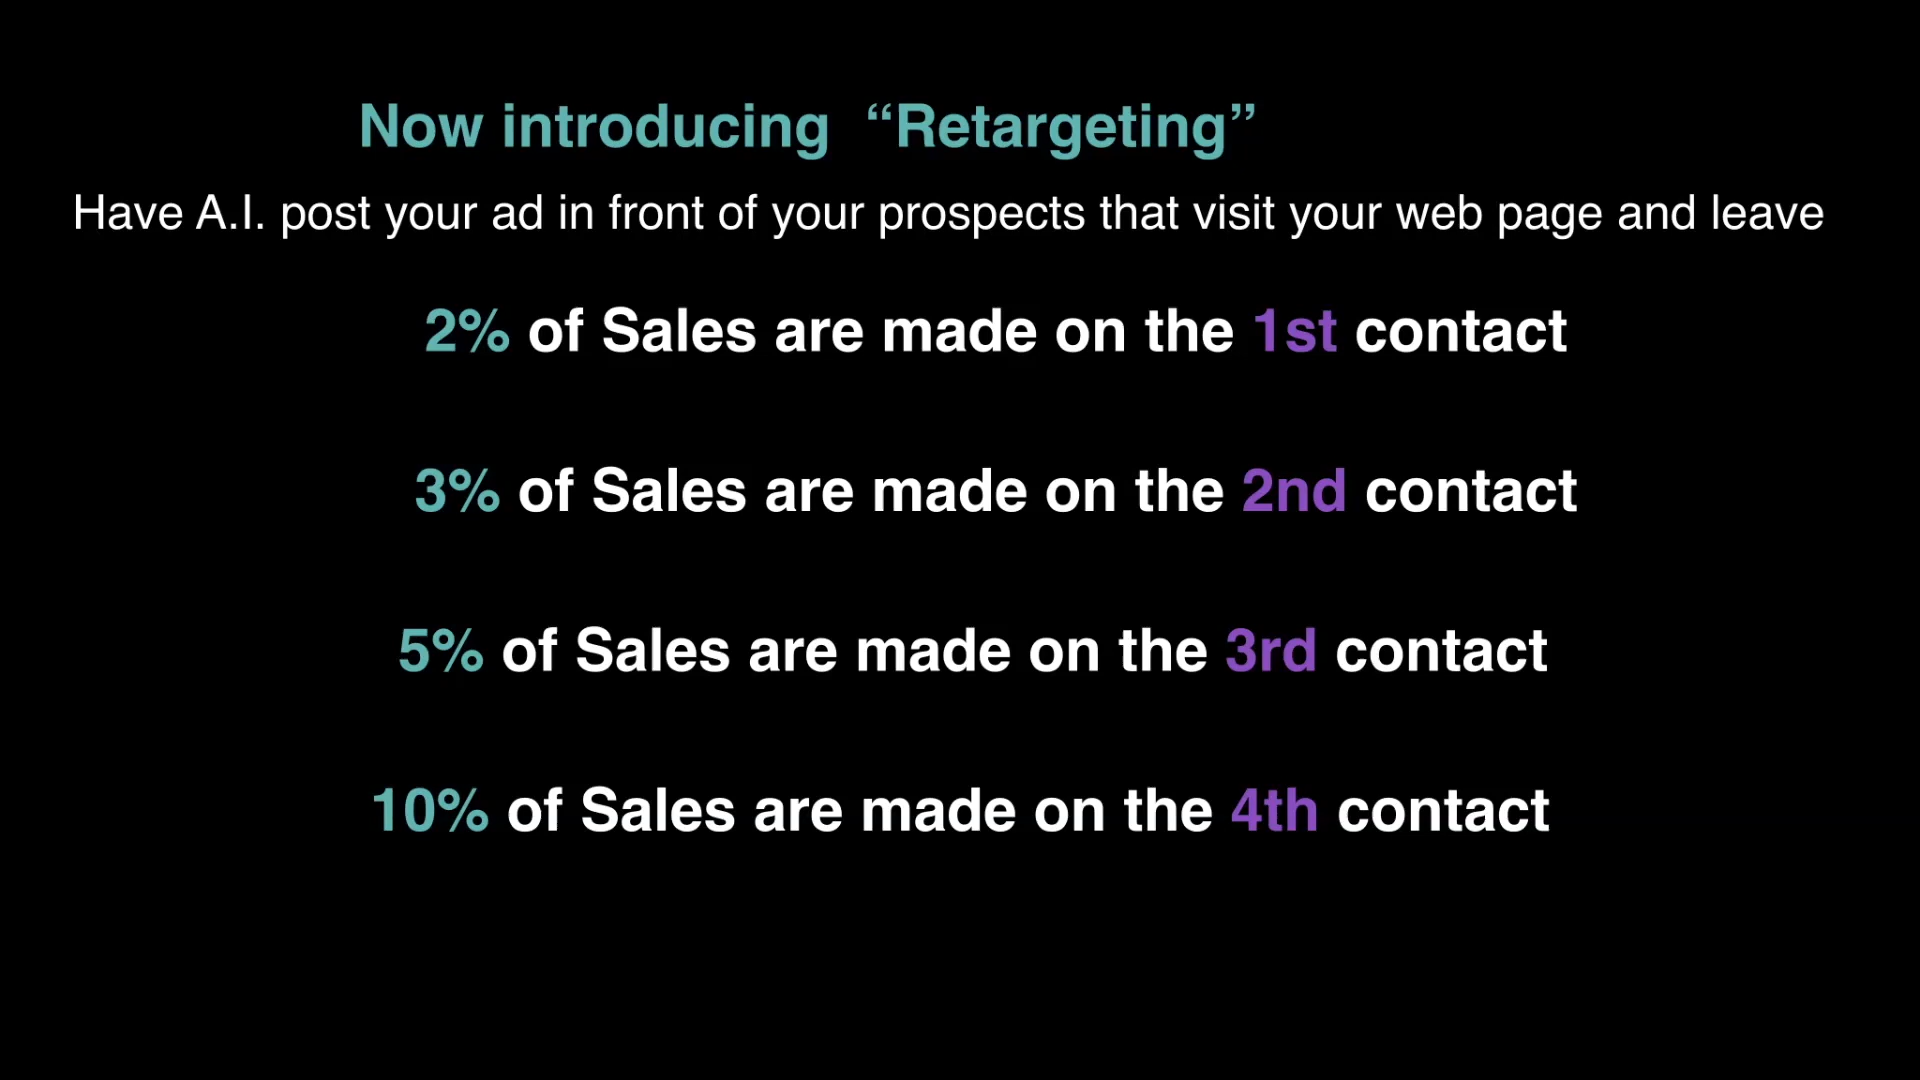 Now introducing “Retargeting”
Have A.I. post your ad in front of your prospects that visit your web page and leave
2% of Sales are made on the 1st contact
3% of Sales are made on the 2nd contact
5% of Sales are made on the 3rd contact
10% of Sales are made on the 4th contact